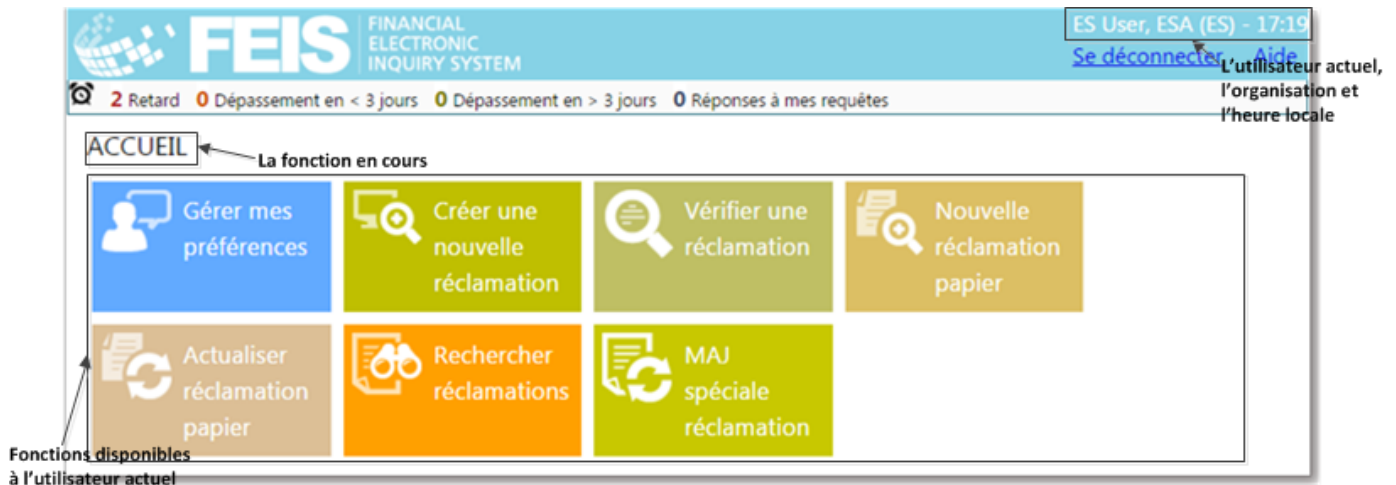 FEIS
FINANCIAL
ELECTRONIC
INQUIRY SYSTEM
ES User, ESA (ES) - 17:19
Se déconnecter Aide
L'utilisateur actuel,
l'organisation et
l'heure locale
2 Retard 0 Dépassement en < 3 jours 0 Dépassement en > 3 jours 0 Réponses à mes requêtes
ACCUEIL
La fonction en cours
Gérer mes
préférences
Créer une
nouvelle
réclamation
Vérifier une
réclamation
Nouvelle
réclamation
papier
Actualiser
réclamation
papier
Rechercher
réclamations
MAJ
spéciale
réclamation
Fonctions disponibles
à l'utilisateur actuel